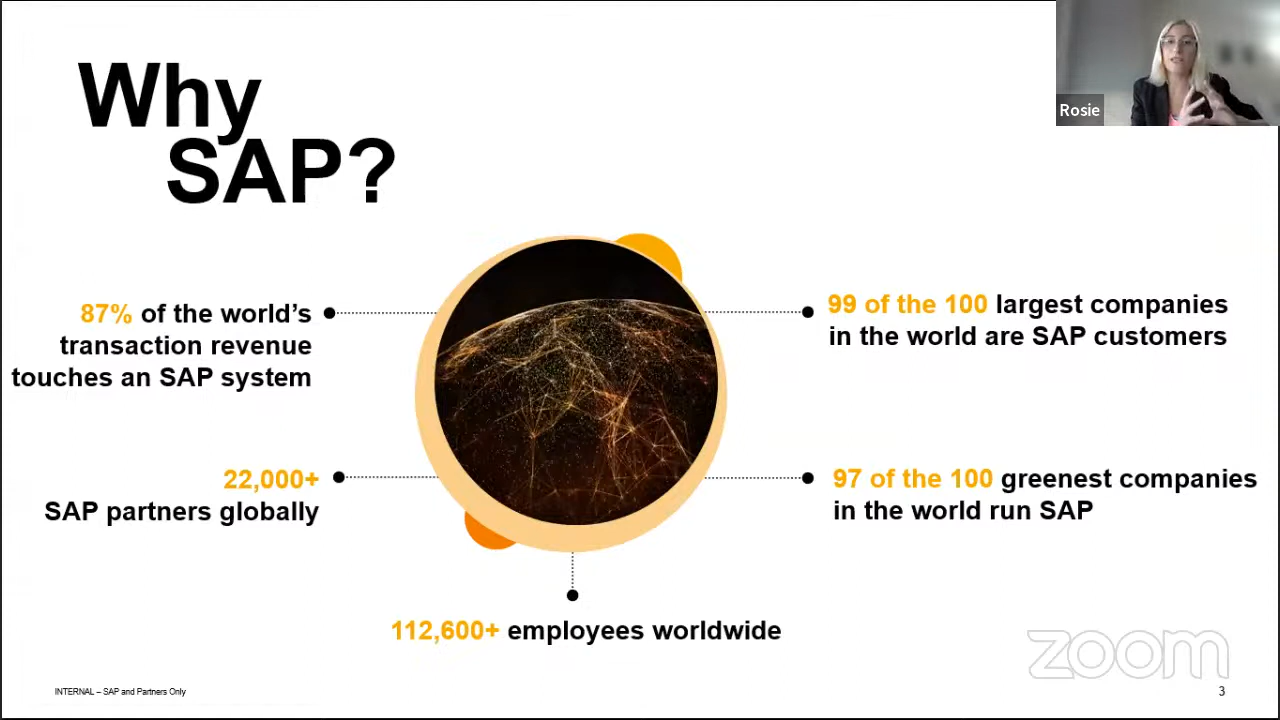 Why
SAP?
Rosie
87% of the world’s
transaction revenue
touches an SAP system
99 of the 100 largest companies
in the world are SAP customers
22,000+
SAP partners globally
97 of the 100 greenest companies
in the world run SAP
112,600+ employees worldwide
zoom
INTERNAL – SAP and Partners Only
3